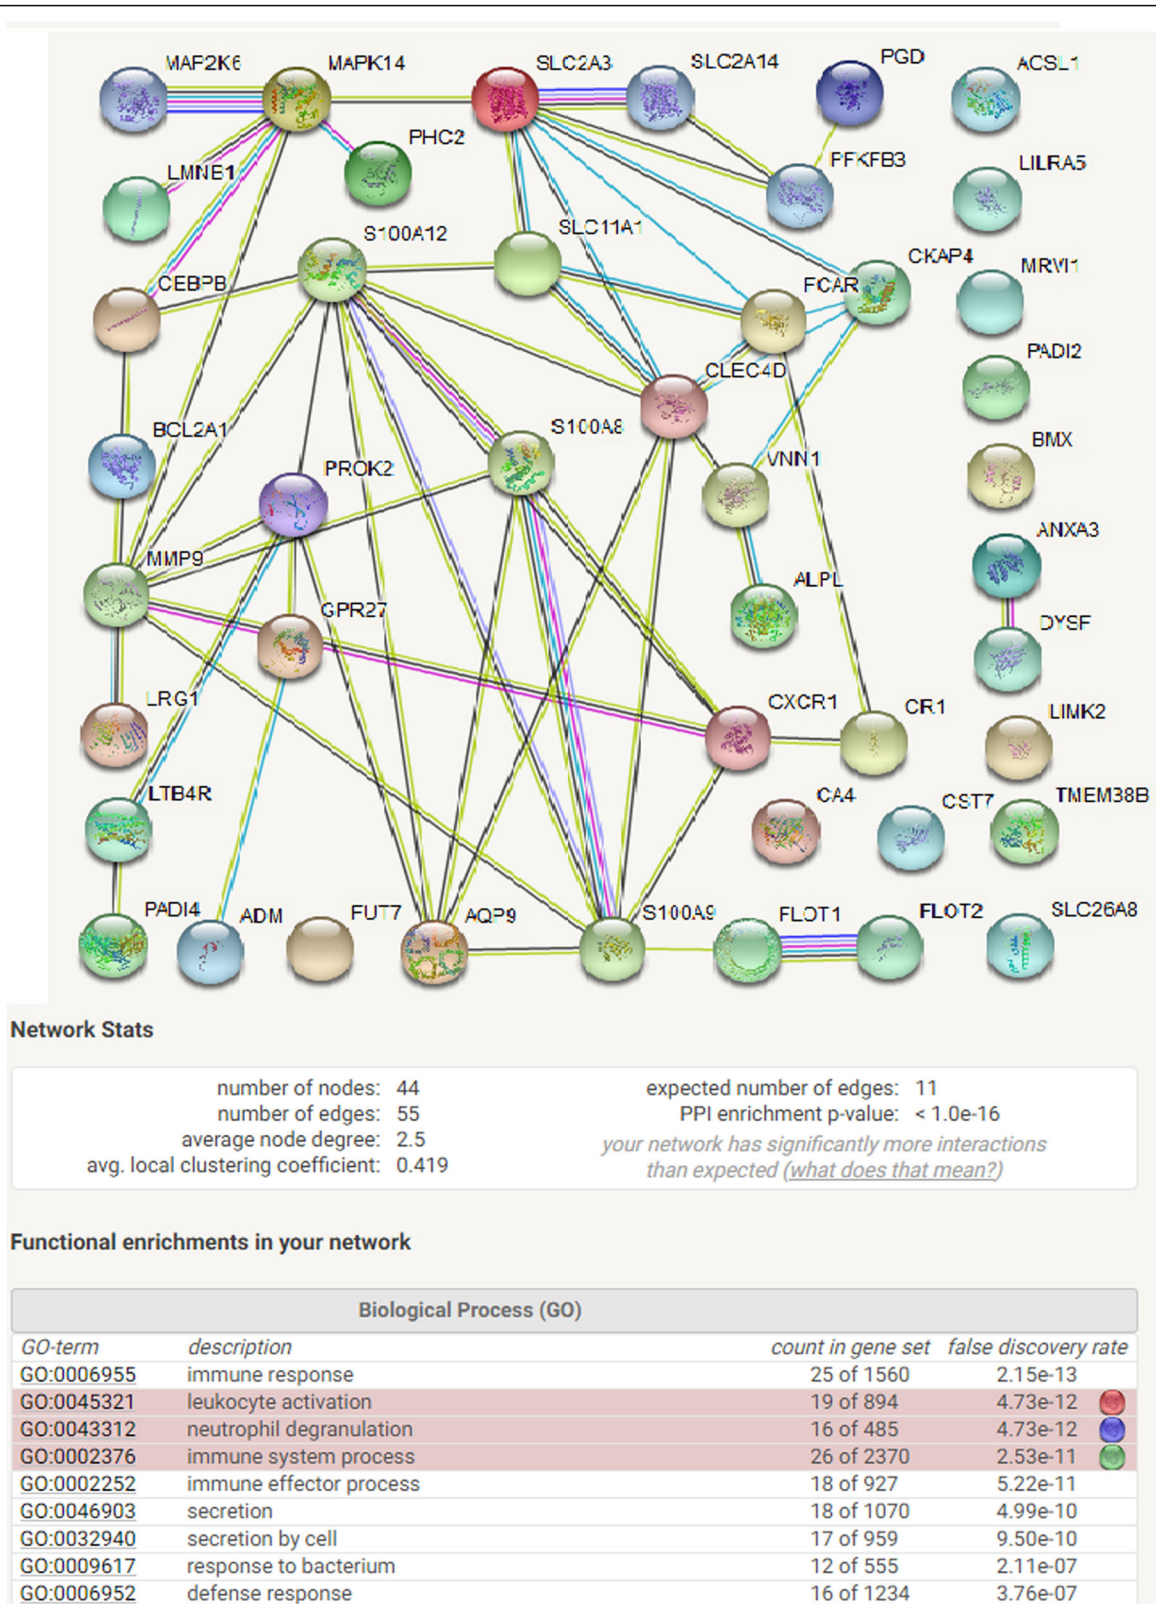 MAP2K6 MAPK14 SLC2A3 SLC2A14 PGD ACSL1
PHC2
LMNB1 PFKFB3 LILRA5
S100A12 SLC11A1
CEBPB FCAR CKAP4 MRVI1
CLEC4D PADI2
BCL2A1 S100A8 BMX
PROK2 VNN1
MMP9 ANXA3
GPR27 ALPL
DYSF
LRG1 CXCR1 CR1 LIMK2
LTB4R CA4 CST7 TMEM38B
PADI4 ADM FUT7 AQP9 S100A9 FLOT1 FLOT2 SLC26A8
Network Stats
number of nodes: 44 expected number of edges: 11
number of edges: 55 PPI enrichment p-value: < 1.0e-16
average node degree: 2.5 your network has significantly more interactions
avg. local clustering coefficient: 0.419 than expected (what does that mean?)
Functional enrichments in your network
Biological Process (GO)
GO-term description count in gene set false discovery rate
GO:0006955 immune response 25 of 1560 2.15e-13
GO:0045321 leukocyte activation 19 of 894 4.73e-12
GO:0043312 neutrophil degranulation 16 of 485 4.73e-12
GO:0002376 immune system process 26 of 2370 2.53e-11
GO:0002252 immune effector process 18 of 927 5.22e-11
GO:0046903 secretion 18 of 1070 4.99e-10
GO:0032940 secretion by cell 17 of 959 9.50e-10
GO:0009617 response to bacterium 12 of 555 2.11e-07
GO:0006952 defense response 16 of 1234 3.76e-07